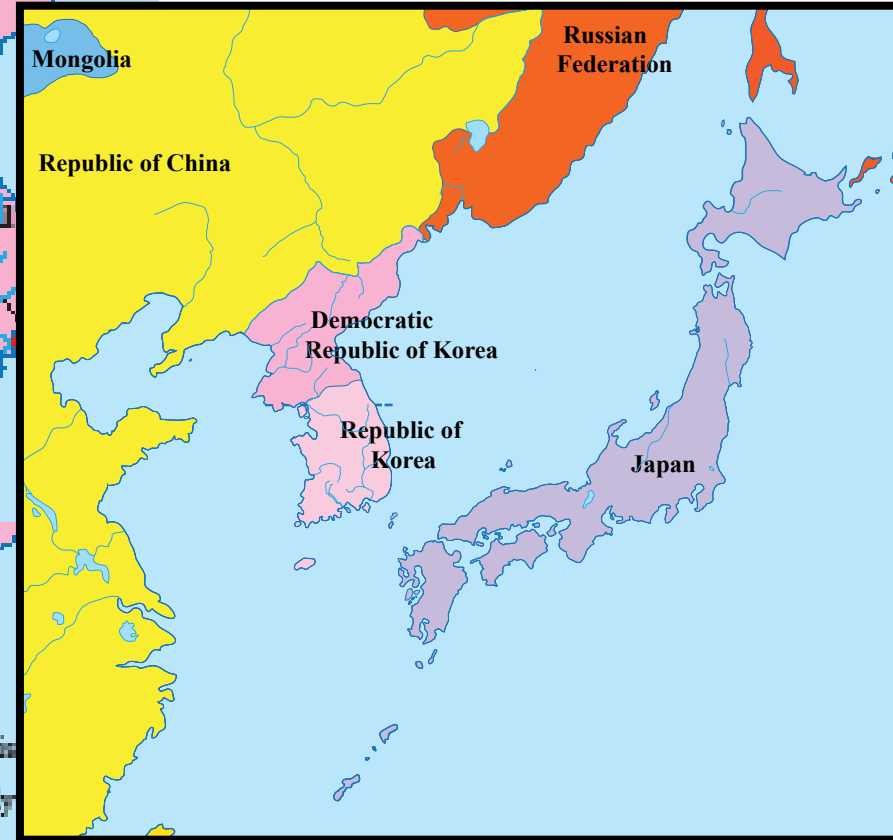 Russian
Federation
Mongolia
Republic of China
Democratic
Republic of Korea
Republic of
Korea
Japan